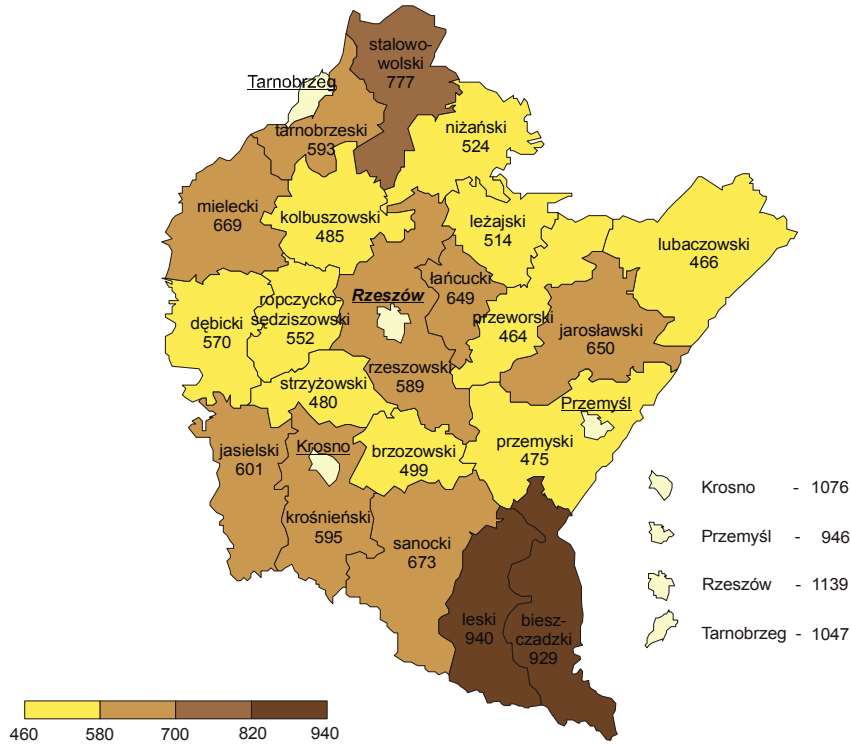 stalowo-
wolski
777
Tarnobrzeg
tarnobrzeski
593
niżański
524
mielecki
669
kolbuszowski
485
leżajski
514
lubaczowski
466
Rzeszów
łańcucki
649
ropczycko-
sędziszowski
552
dębicki
570
przeworski
464
jarosławski
650
rzeszowski
589
strzyżowski
480
Przemyśl
przemyski
475
jasielski
601
Krosno
brzozowski
499
krośnieński
595
sanocki
673
leski
940
biesz-
czadzki
929
Krosno - 1076
Przemyśl - 946
Rzeszów - 1139
Tarnobrzeg - 1047
460 580 700 820 940